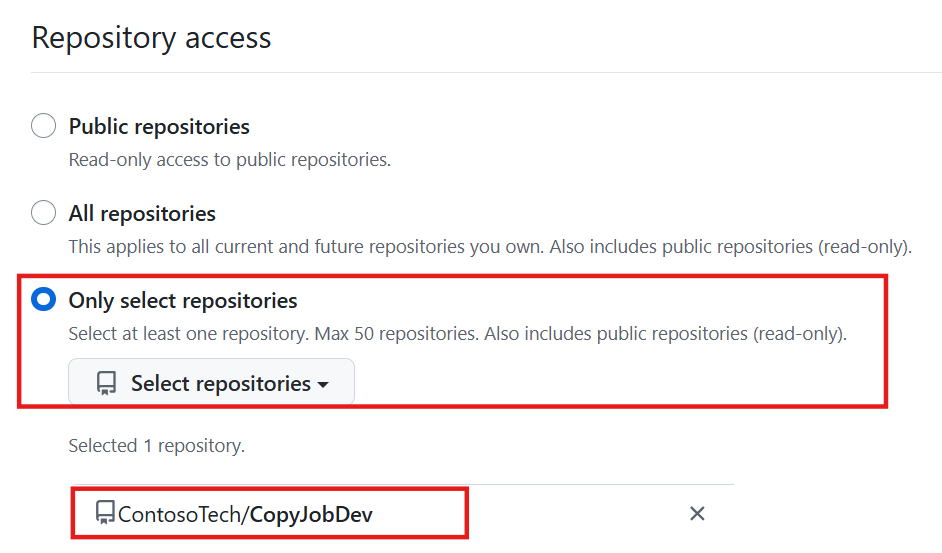 Repository access
Public repositories
Read-only access to public repositories.
All repositories
This applies to all current and future repositories you own. Also includes public repositories (read-only).
Only select repositories
Select at least one repository. Max 50 repositories. Also includes public repositories (read-only).
Select repositories
Selected 1 repository.
ContosoTech/CopyJobDev